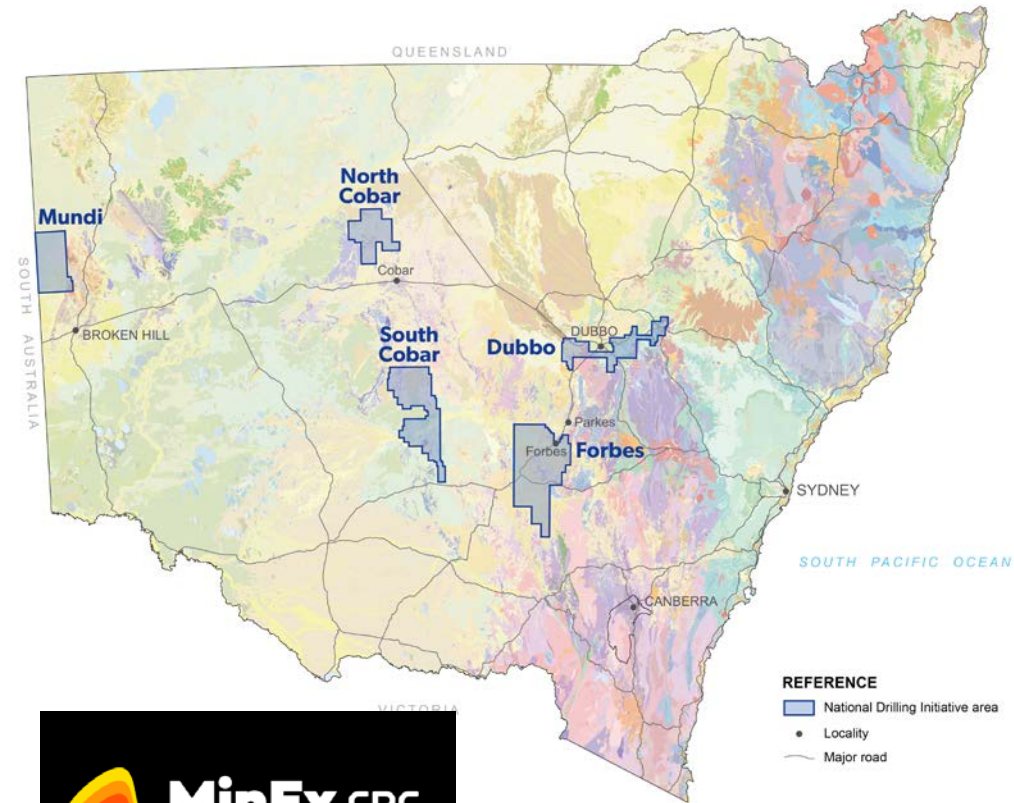 QUEENSLAND
North
Cobar
Mundi
Cobar
SOUTH AUSTRALIA
BROKEN HILL
South
Cobar
DUBBO
Dubbo
Parkes
Forbes
Forbes
SYDNEY
SOUTH PACIFIC OCEAN
CANBERRA
REFERENCE
National Drilling Initiative area
Locality
Major road
VICTORIA
MinEx CRC